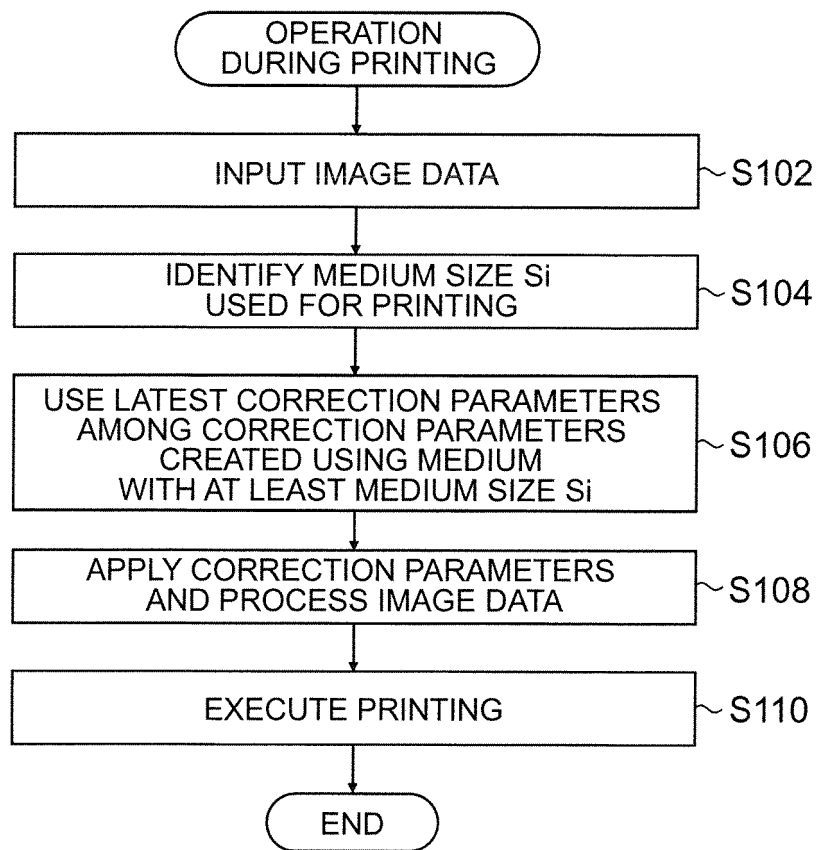 OPERATION
DURING PRINTING
INPUT IMAGE DATA
S102
IDENTIFY MEDIUM SIZE Si
USED FOR PRINTING
S104
USE LATEST CORRECTION PARAMETERS
AMONG CORRECTION PARAMETERS
CREATED USING MEDIUM
WITH AT LEAST MEDIUM SIZE Si
S106
APPLY CORRECTION PARAMETERS
AND PROCESS IMAGE DATA
S108
EXECUTE PRINTING
S110
END